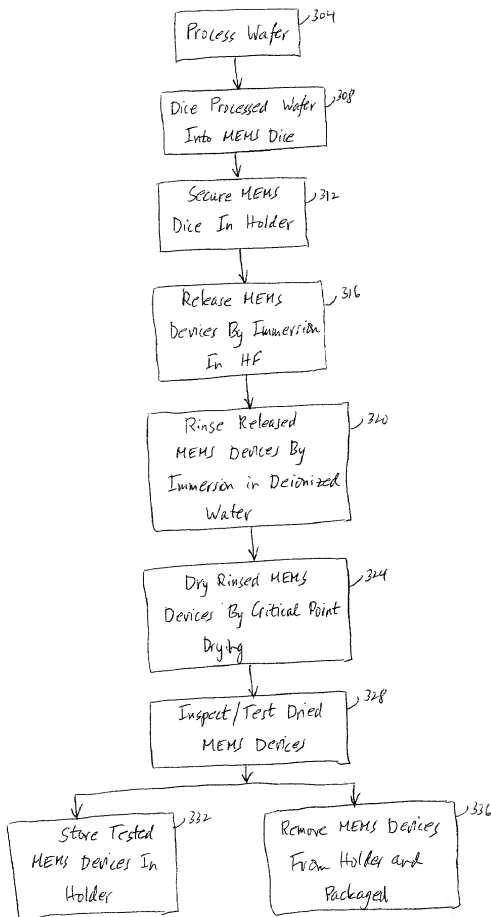 304
Process Wafer
308
Dice Processed Wafer
Into MEMS Dice
312
Secure MEMS
Dice In Holder
316
Release MEMS
Devices By Immersion
In HF
320
Rinse Released
MEMS Devices By
Immersion in Deionized
Water
324
Dry Rinsed MEMS
Devices By Critical Point
Drying
328
Inspect/Test Dried
MEMS Devices
332
Store Tested
MEMS Devices In
Holder
336
Remove MEMS Devices
From Holder and
Packaged